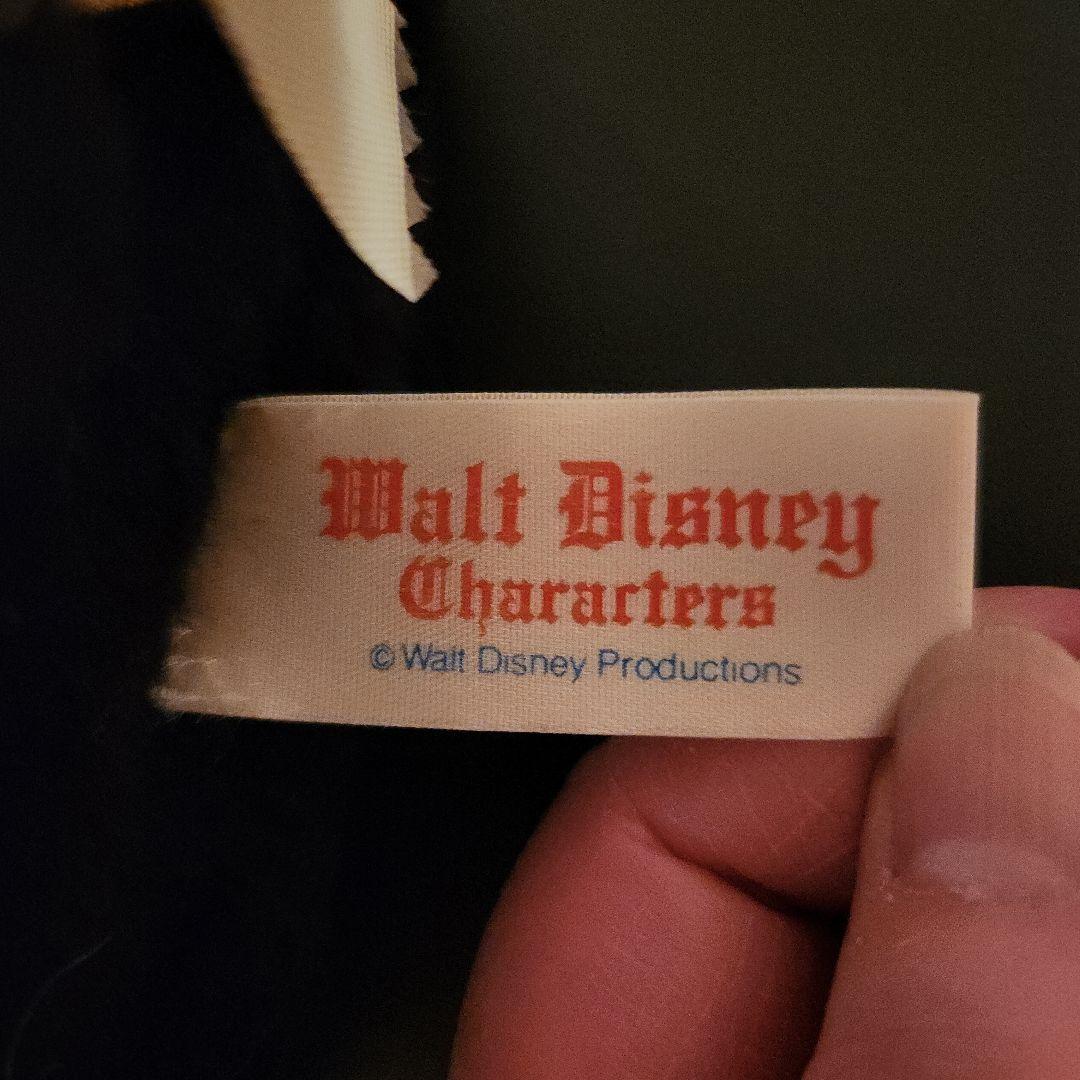 Walt Disney
Characters
© Walt Disney Productions